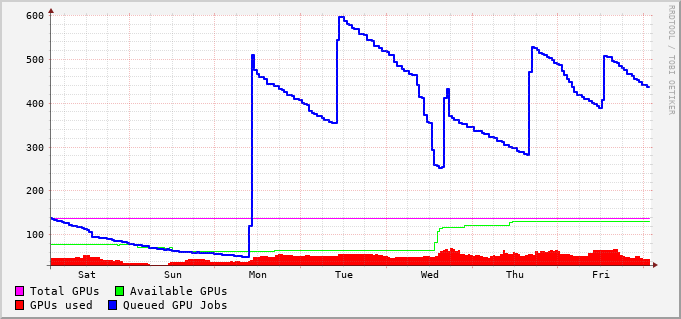 600
500
400
300
200
100
Sat Sun Mon Tue Wed Thu Fri
Total GPUs Available GPUs
GPUs used Queued GPU Jobs
RRDTOOL / TOBI OETIKER